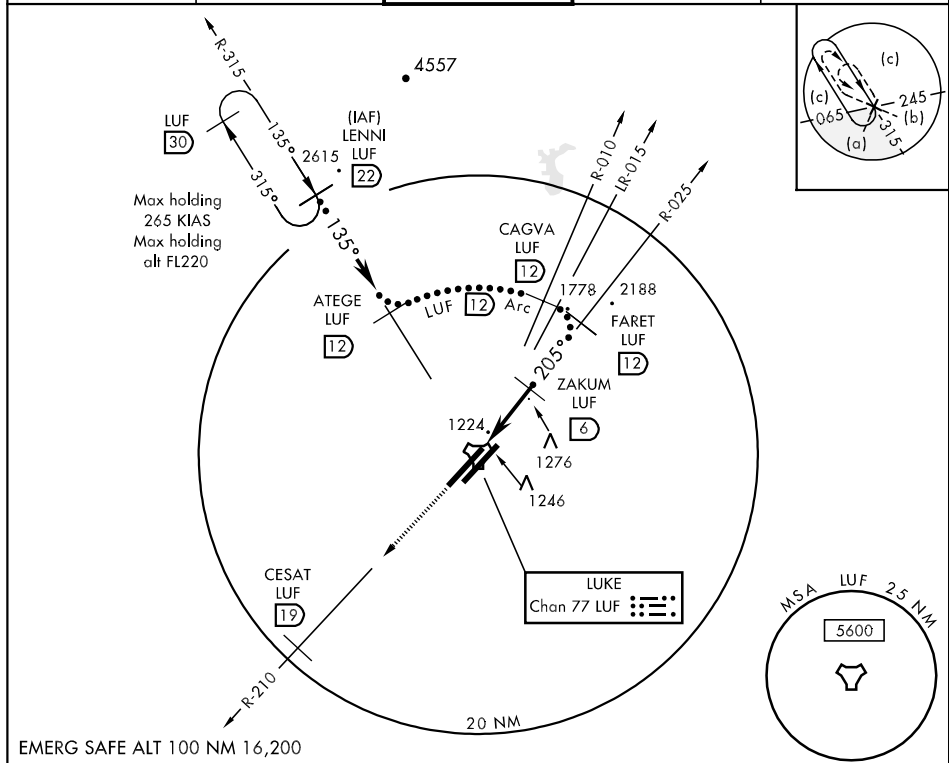 R-315
4557
LUF
30
135°
315°
(IAF)
LENNI
LUF
22
2615
Max holding
265 KIAS
Max holding
alt FL220
135°
R-010
LR-015
R-025
(c)
(c)
245
065
(b)
(a)
315
CAGVA
LUF
12
1778
2188
ATEGE
LUF
12
LUF 12 Arc
FARET
LUF
12
205°
ZAKUM
LUF
6
1224
1276
1246
CESAT
LUF
19
LUKE
Chan 77 LUF
MSA LUF 25 NM
5600
R-210
20 NM
EMERG SAFE ALT 100 NM 16,200